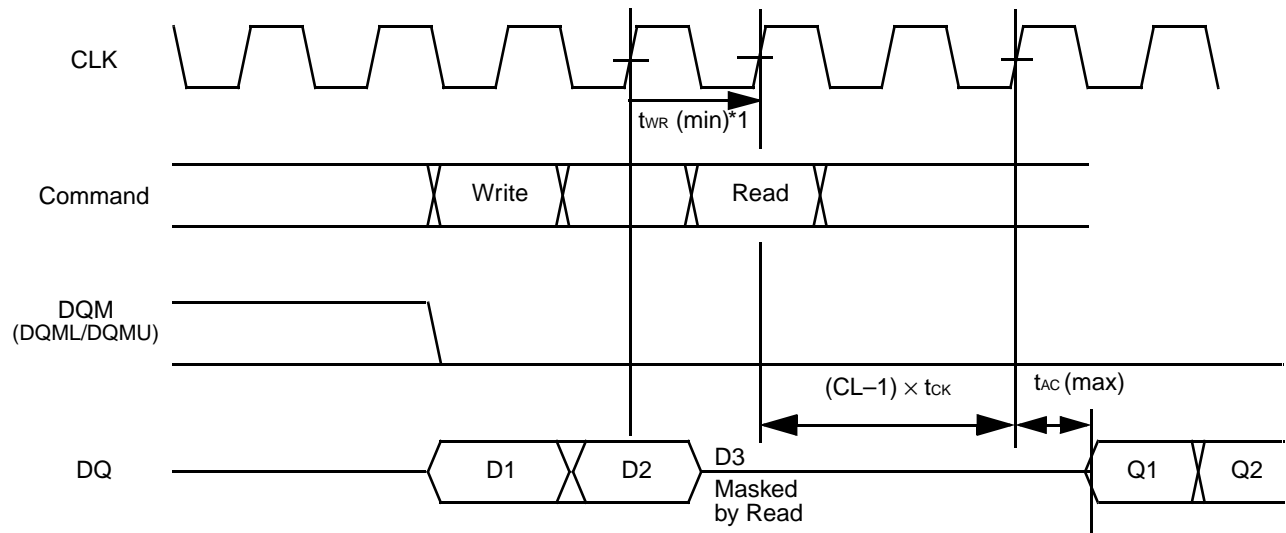 CLK
tWR (min)*1
Command
Write
Read
DQM
(DQML/DQMU)
(CL–1) × tCK
tAC (max)
DQ
D1
D2
D3
Masked
by Read
Q1
Q2